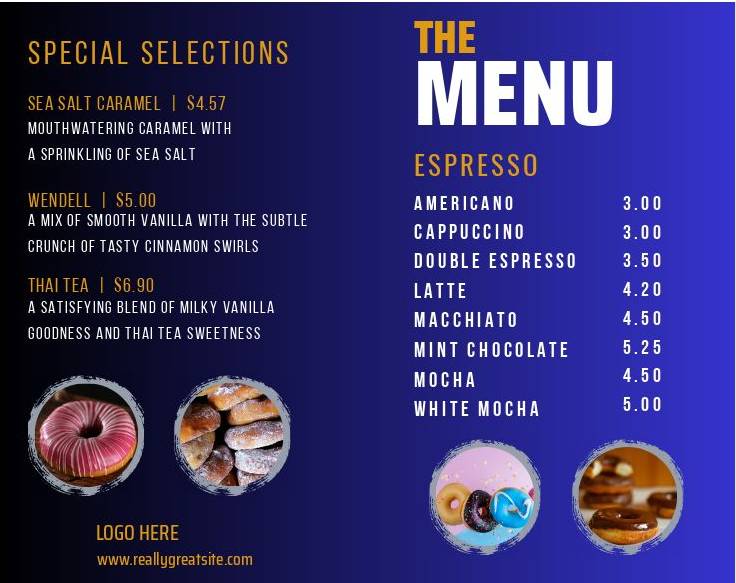 SPECIAL SELECTIONS
SEA SALT CARAMEL | $4.57
MOUTHWATERING CARAMEL WITH
A SPRINKLING OF SEA SALT
WENDELL | $5.00
A MIX OF SMOOTH VANILLA WITH THE SUBTLE
CRUNCH OF TASTY CINNAMON SWIRLS
THAI TEA | $6.90
A SATISFYING BLEND OF MILKY VANILLA
GOODNESS AND THAI TEA SWEETNESS
LOGO HERE
www.reallygreatsite.com
THE
MENU
ESPRESSO
AMERICANO 3.00
CAPPUCCINO 3.00
DOUBLE ESPRESSO 3.50
LATTE 4.20
MACCHIATO 4.50
MINT CHOCOLATE 5.25
MOCHA 4.50
WHITE MOCHA 5.00